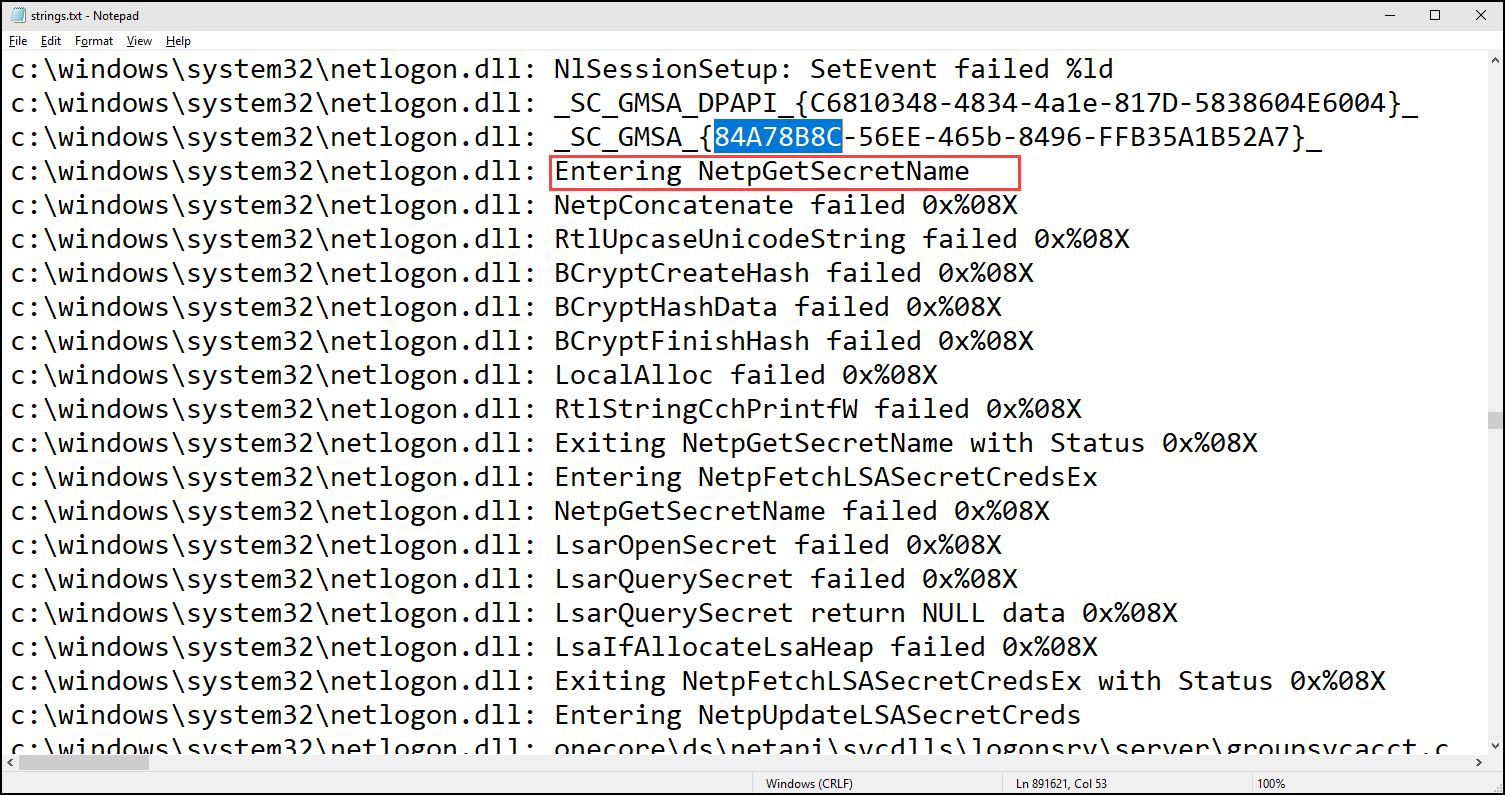 strings.txt - Notepad
File Edit Format View Help
c:\windows\system32\netlogon.dll: NlSessionSetup: SetEvent failed %ld
c:\windows\system32\netlogon.dll: _SC_GMSA_DPAPI_{C6810348-4834-4a1e-817D-5838604E6004}_
c:\windows\system32\netlogon.dll: _SC_GMSA_{84A78B8C-56EE-465b-8496-FFB35A1B52A7}_
c:\windows\system32\netlogon.dll: Entering NetpGetSecretName
c:\windows\system32\netlogon.dll: NetpConcatenate failed 0x%08X
c:\windows\system32\netlogon.dll: RtlUpcaseUnicodeString failed 0x%08X
c:\windows\system32\netlogon.dll: BCryptCreateHash failed 0x%08X
c:\windows\system32\netlogon.dll: BCryptHashData failed 0x%08X
c:\windows\system32\netlogon.dll: BCryptFinishHash failed 0x%08X
c:\windows\system32\netlogon.dll: LocalAlloc failed 0x%08X
c:\windows\system32\netlogon.dll: RtlStringCchPrintfW failed 0x%08X
c:\windows\system32\netlogon.dll: Exiting NetpGetSecretName with Status 0x%08X
c:\windows\system32\netlogon.dll: Entering NetpFetchLSASecretCredsEx
c:\windows\system32\netlogon.dll: NetpGetSecretName failed 0x%08X
c:\windows\system32\netlogon.dll: LsarOpenSecret failed 0x%08X
c:\windows\system32\netlogon.dll: LsarQuerySecret failed 0x%08X
c:\windows\system32\netlogon.dll: LsarQuerySecret return NULL data 0x%08X
c:\windows\system32\netlogon.dll: LsaIfAllocateLsaHeap failed 0x%08X
c:\windows\system32\netlogon.dll: Exiting NetpFetchLSASecretCredsEx with Status 0x%08X
c:\windows\system32\netlogon.dll: Entering NetpUpdateLSASecretCreds
c:\windows\system32\netlogon.dll: onecore\ds\netapi\svcdlls\logonsrv\server\groupsvcacct.c
Windows (CRLF) Ln 891621, Col 53 100%